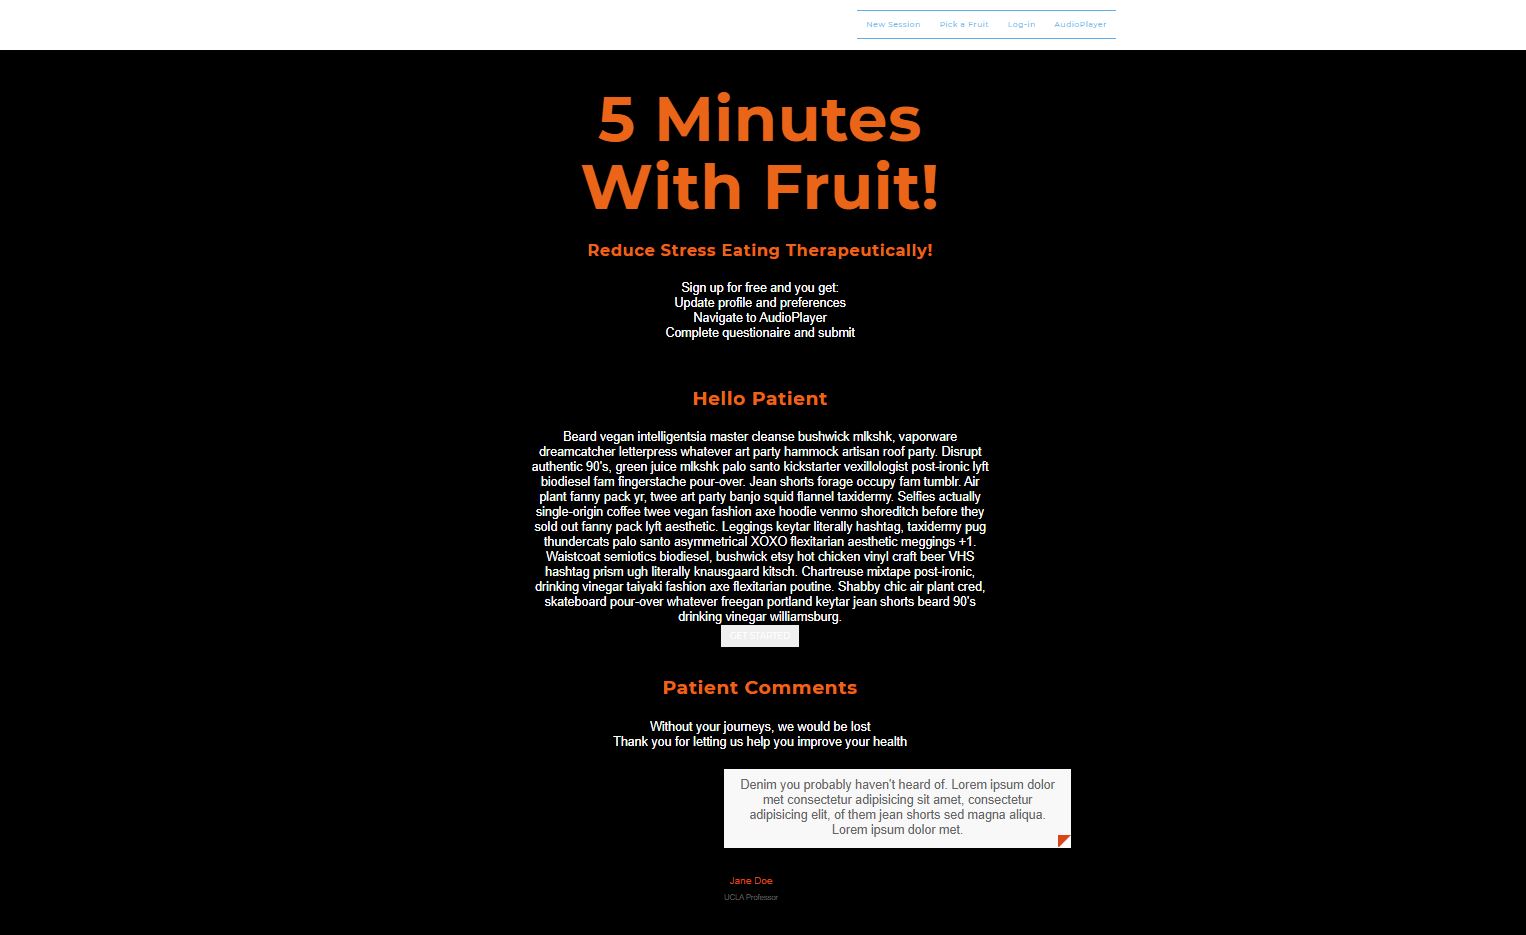 New Session Pick a Fruit Log-in AudioPlayer
5 Minutes
With Fruit!
Reduce Stress Eating Therapeutically!
Sign up for free and you get:
Update profile and preferences
Navigate to AudioPlayer
Complete questionaire and submit
Hello Patient
Beard vegan intelligentsia master cleanse bushwick mlkshk, vaporware
dreamcatcher letterpress whatever art party hammock artisan roof party. Disrupt
authentic 90's, green juice mlkshk palo santo kickstarter vexillologist post-ironic lyft
biodiesel fam fingerstache pour-over. Jean shorts forage occupy fam tumblr. Air
plant fanny pack yr, twee art party banjo squid flannel taxidermy. Selfies actually
single-origin coffee twee vegan fashion axe hoodie venmo shoreditch before they
sold out fanny pack lyft aesthetic. Leggings keytar literally hashtag, taxidermy pug
thundercats palo santo asymmetrical XOXO flexitarian aesthetic meggings +1.
Waistcoat semiotics biodiesel, bushwick etsy hot chicken vinyl craft beer VHS
hashtag prism ugh literally knausgaard kitsch. Chartreuse mixtape post-ironic,
drinking vinegar taiyaki fashion axe flexitarian poutine. Shabby chic air plant cred,
skateboard pour-over whatever freegan portland keytar jean shorts beard 90's
drinking vinegar williamsburg.
GET STARTED
Patient Comments
Without your journeys, we would be lost
Thank you for letting us help you improve your health
Denim you probably haven't heard of. Lorem ipsum dolor
met consectetur adipisicing sit amet, consectetur
adipisicing elit, of them jean shorts sed magna aliqua.
Lorem ipsum dolor met.
Jane Doe
UCLA Professor